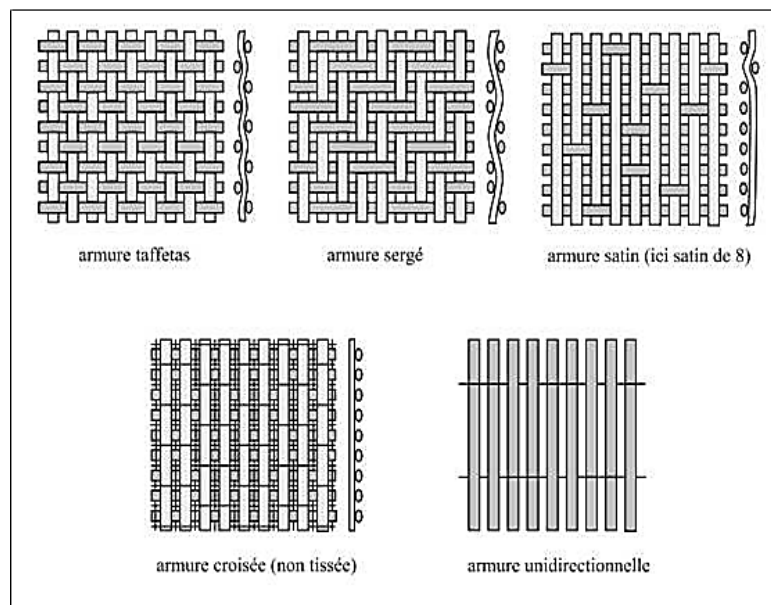 armure taffetas
armure sergé
armure satin (ici satin de 8)
armure croisée (non tissée)
armure unidirectionnelle